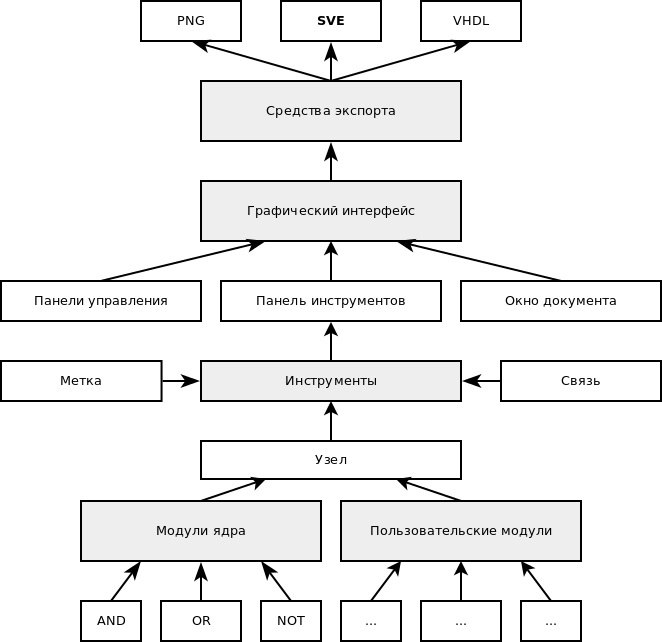 PNG
SVE
VHDL
Средства экспорта
Графический интерфейс
Панели управления
Панель инструментов
Окно документа
Метка
Инструменты
Связь
Узел
Модули ядра
Пользовательские модули
AND
OR
NOT
...
...
...